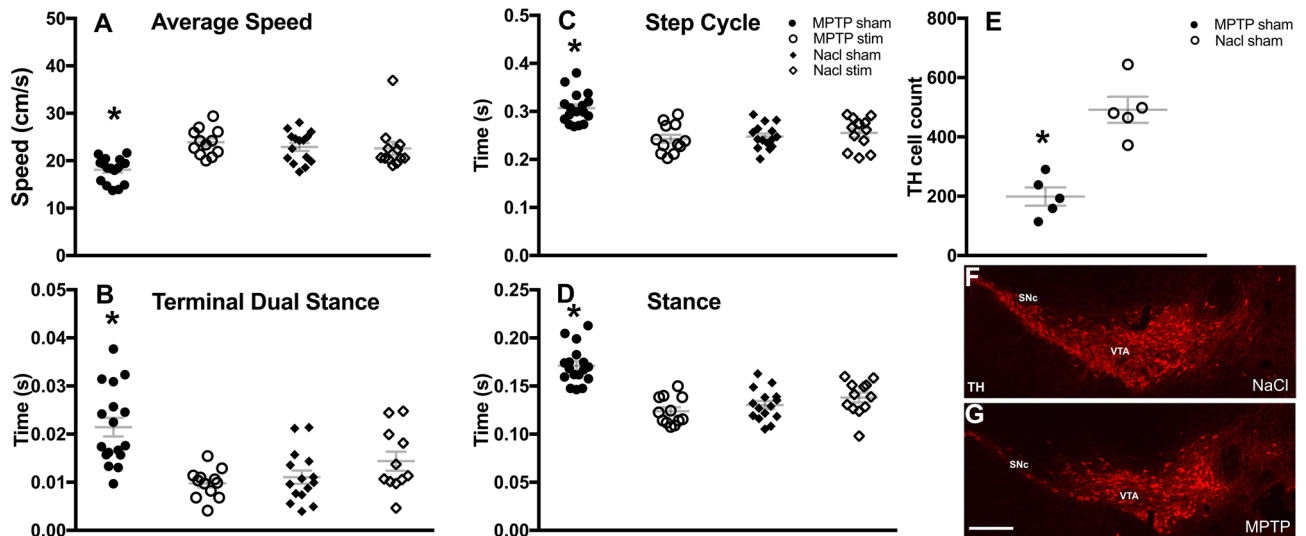 A Average Speed
50
40
30
20
10
0
Speed (cm/s)
*
C Step Cycle
0.5
0.4
0.3
0.2
0.1
0.0
Time (s)
*
MPTP sham
MPTP stim
Nacl sham
Nacl stim
E
800
600
400
200
0
TH cell count
*
MPTP sham
Nacl sham
B Terminal Dual Stance
0.05
0.04
0.03
0.02
0.01
0.00
Time (s)
*
D Stance
0.25
0.20
0.15
0.10
0.05
0.00
Time (s)
*
F
SNc
VTA
TH
NaCl
G
SNc
VTA
MPTP